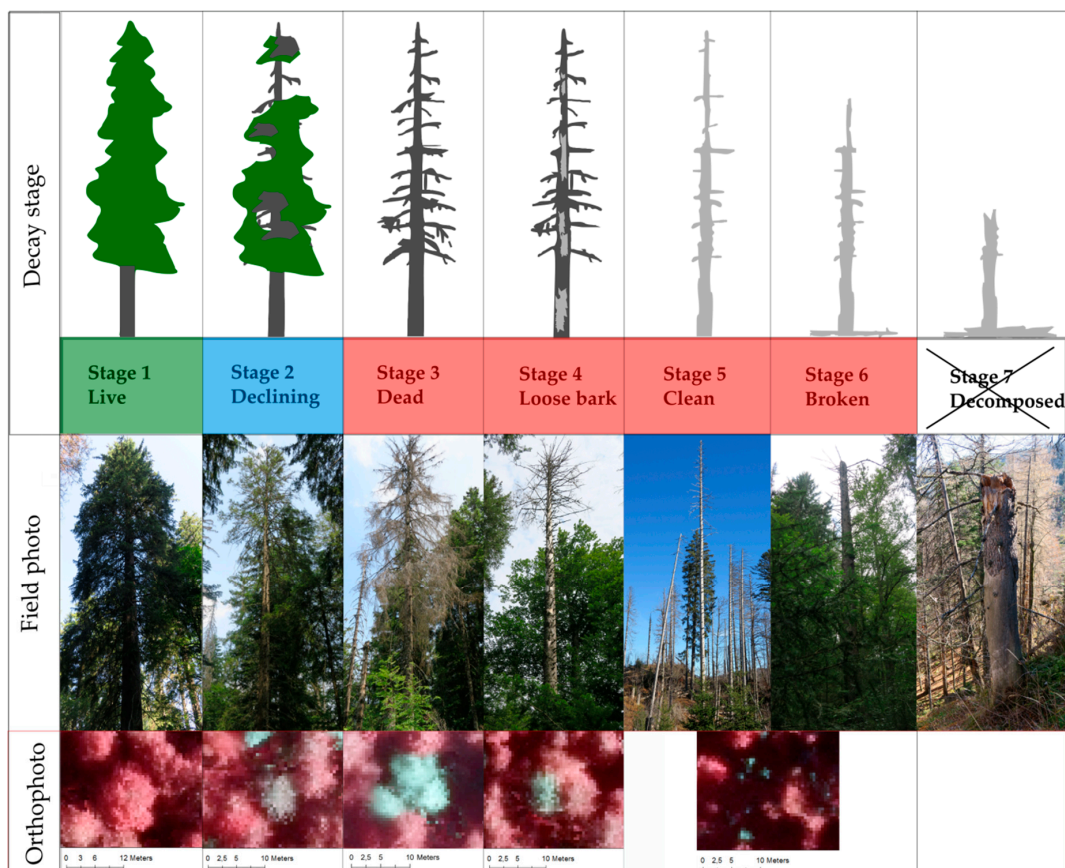 Decay stage
Stage 1
Live
Stage 2
Declining
Stage 3
Dead
Stage 4
Loose bark
Stage 5
Clean
Stage 6
Broken
Stage 7
Decomposed
Field photo
Orthophoto
0 3 6 12 Meters
0 2,5 5 10 Meters
0 2,5 5 10 Meters
0 2,5 5 10 Meters
0 2,5 5 10 Meters